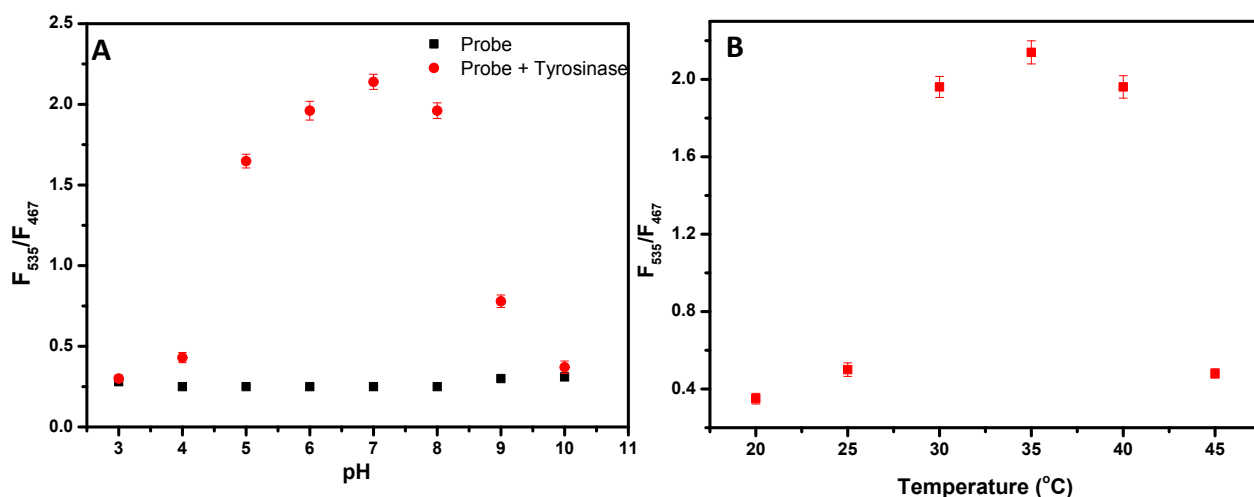 A
Probe
Probe + Tyrosinase
2.5
2.0
1.5
1.0
0.5
0.0
F535/F467
3 4 5 6 7 8 9 10 11
pH
B
2.0
1.6
1.2
0.8
0.4
F535/F467
20 25 30 35 40 45
Temperature (oC)